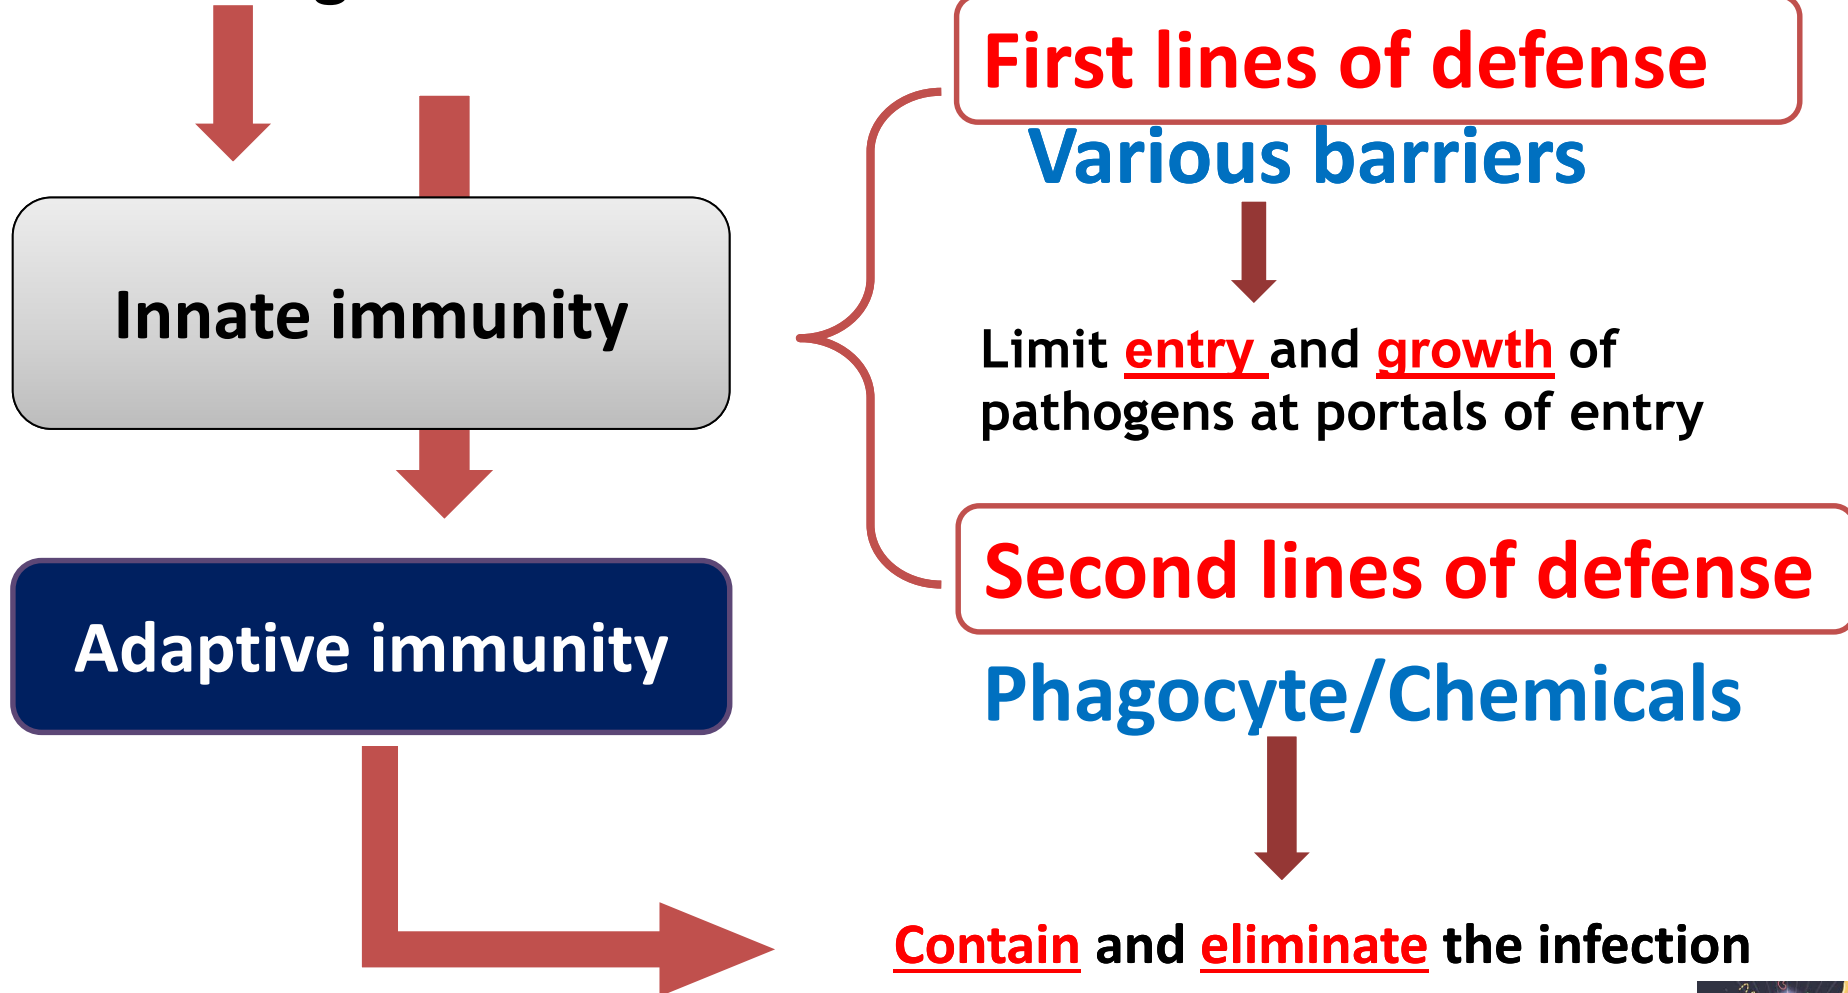 First lines of defense
Various barriers
Innate immunity
Limit entry and growth of
pathogens at portals of entry
Second lines of defense
Adaptive immunity
Phagocyte/Chemicals
Contain and eliminate the infection